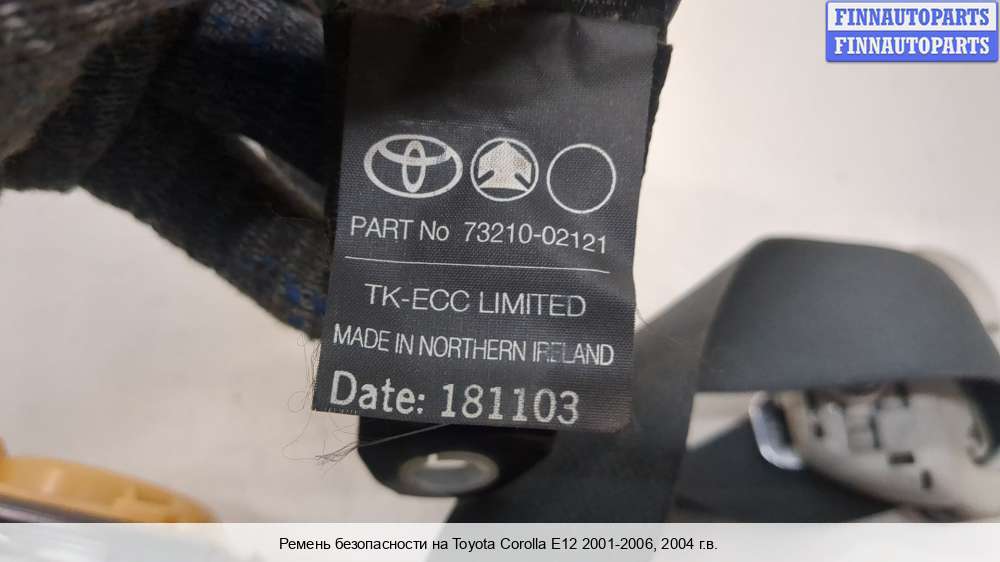 FINNAUTOPARTS
FINNAUTOPARTS
PART No 73210-02121
TK-ECC LIMITED
MADE IN NORTHERN IRELAND
Date: 181103
Ремень безопасности на Toyota Corolla E12 2001-2006, 2004 г.в.